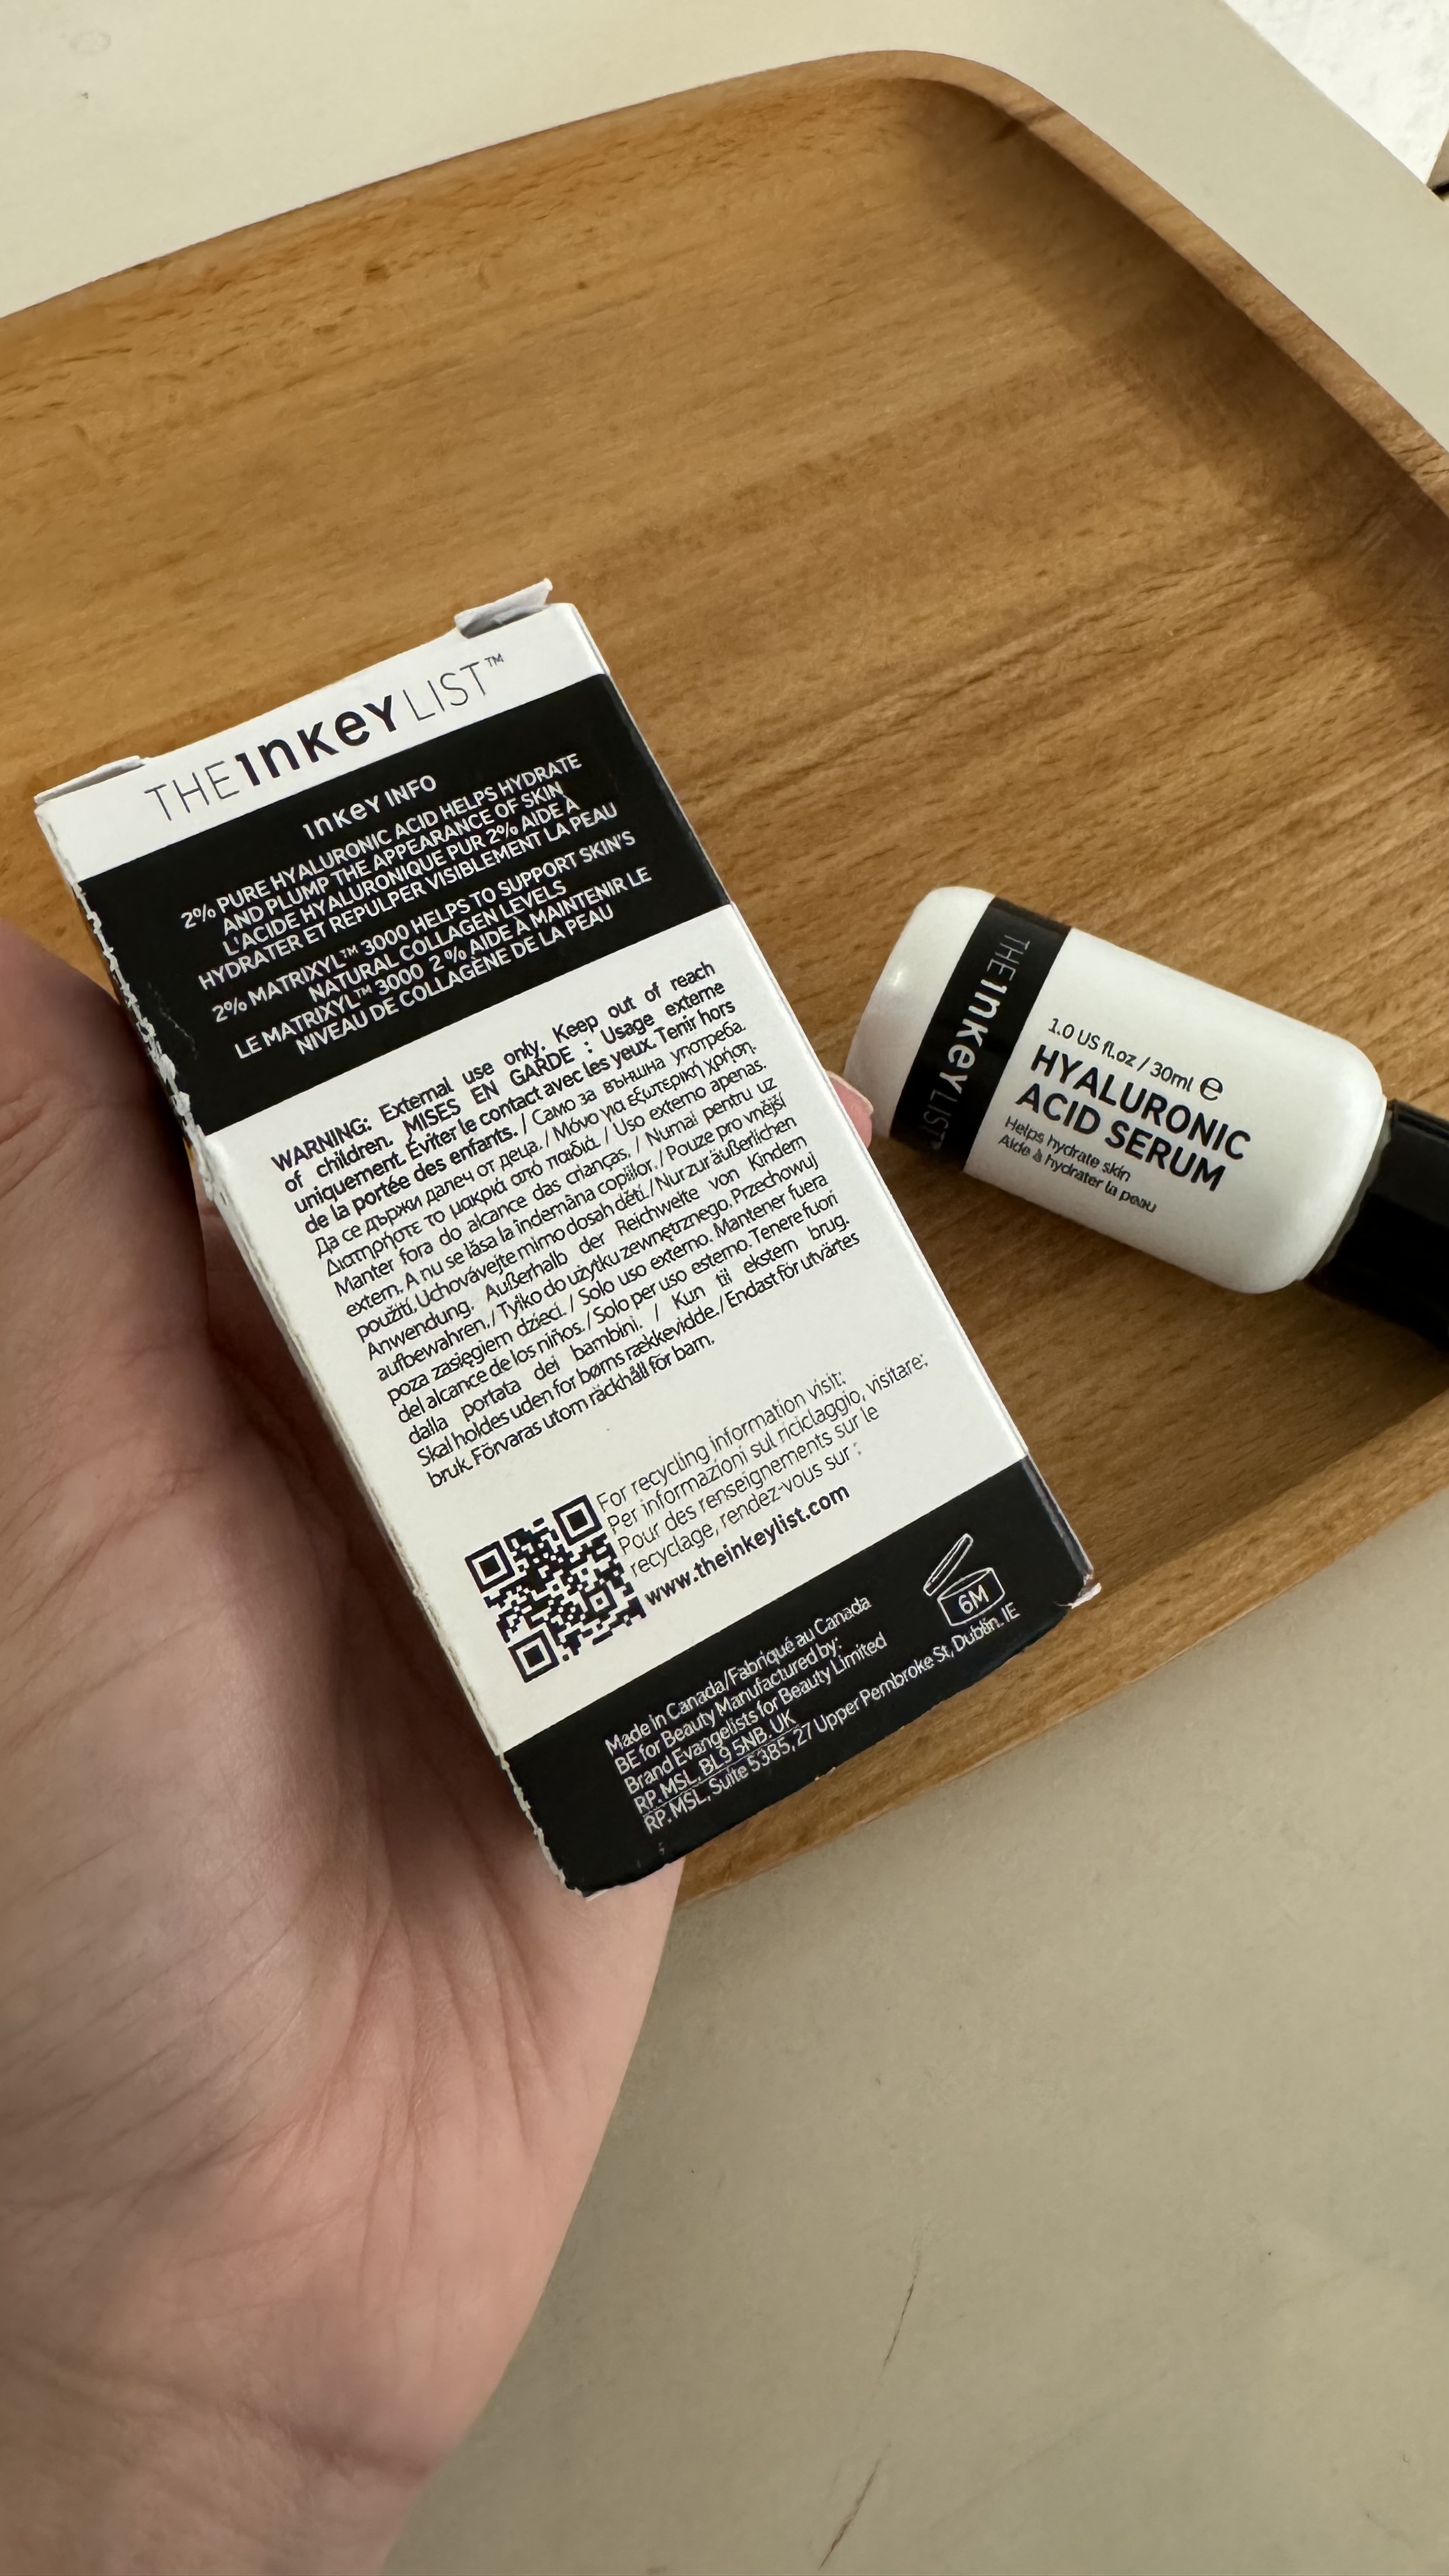 THE INKEY LIST™
INKEY INFO
2% PURE HYALURONIC ACID HELPS HYDRATE
AND PLUMP THE APPEARANCE OF SKIN
L'ACIDE HYALURONIQUE PUR 2% AIDE À
HYDRATER ET REPULPER VISIBLEMENT LA PEAU
2% MATRIXYL™ 3000 HELPS TO SUPPORT SKIN'S
NATURAL COLLAGEN LEVELS
LE MATRIXYL™ 3000 2% AIDE À MAINTENIR LE
NIVEAU DE COLLAGÈNE DE LA PEAU
WARNING: External use only. Keep out of reach
of children. MISES EN GARDE : Usage externe
uniquement. Éviter le contact avec les yeux. Tenir hors
de la portée des enfants. / Само за външна употреба.
Да се държи далеч от деца. / Μόνο για εξωτερική χρήση.
Διατηρήστε το μακριά από παιδιά. / Uso externo apenas.
Manter fora do alcance das crianças. / Numai pentru uz
extern. A nu se lăsa la îndemâna copiilor. / Pouze pro vnější
použití. Uchovávejte mimo dosah dětí. / Nur zur äußerlichen
Anwendung. Außerhalb der Reichweite von Kindern
aufbewahren. / Tylko do użytku zewnętrznego. Przechowuj
poza zasięgiem dzieci. / Solo uso externo. Mantener fuera
del alcance de los niños. / Solo per uso esterno. Tenere fuori
dalla portata dei bambini. / Kun til ekstern brug.
Skal holdes uden for børns rækkevidde. / Endast för utvärtes
bruk. Förvaras utom räckhåll för barn.
For recycling information visit:
Per informazioni sul riciclaggio, visitare:
Pour des renseignements sur le
recyclage, rendez-vous sur :
www.theinkeylist.com
Made in Canada/Fabriqué au Canada
BE for Beauty Manufactured by:
Brand Evangelists for Beauty Limited
RP. MSL, BL9 5NB. UK
RP. MSL, Suite 5385, 27 Upper Pembroke St, Dublin. IE
6M
THE INKEY LIST™
1.0 US fl.oz / 30ml ℮
HYALURONIC
ACID SERUM
Helps hydrate skin
Aide à hydrater la peau